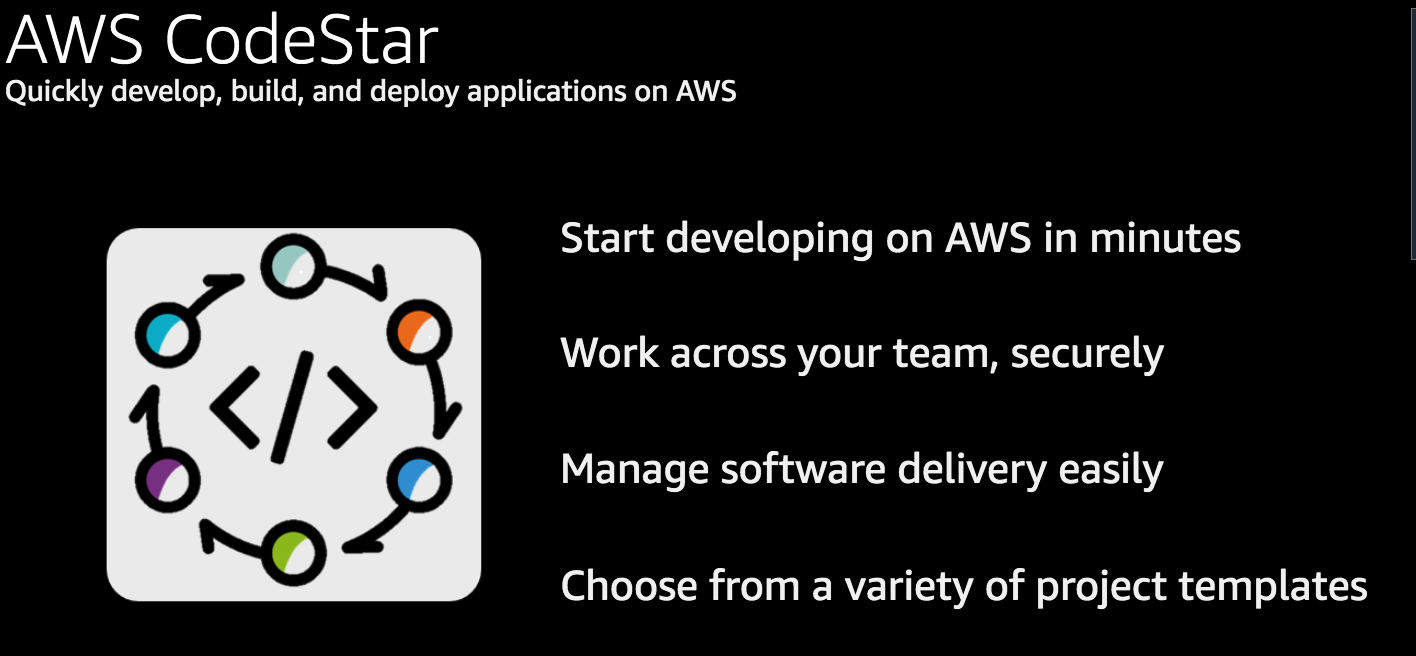 AWS CodeStar
Quickly develop, build, and deploy applications on AWS
Start developing on AWS in minutes
Work across your team, securely
Manage software delivery easily
Choose from a variety of project templates